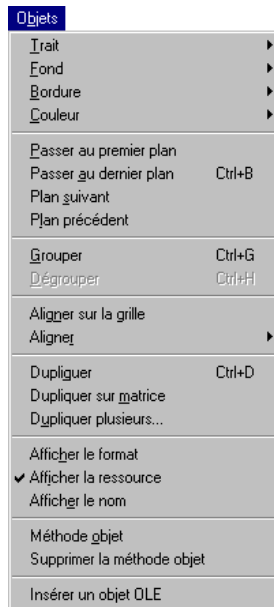 Objets
Trait
Fond
Bordure
Couleur
Passer au premier plan
Passer au dernier plan Ctrl+B
Plan suivant
Plan précédent
Grouper Ctrl+G
Dégrouper Ctrl+H
Aligner sur la grille
Aligner
Dupliquer Ctrl+D
Dupliquer sur matrice
Dupliquer plusieurs...
Afficher le format
Afficher la ressource
Afficher le nom
Méthode objet
Supprimer la méthode objet
Insérer un objet OLE